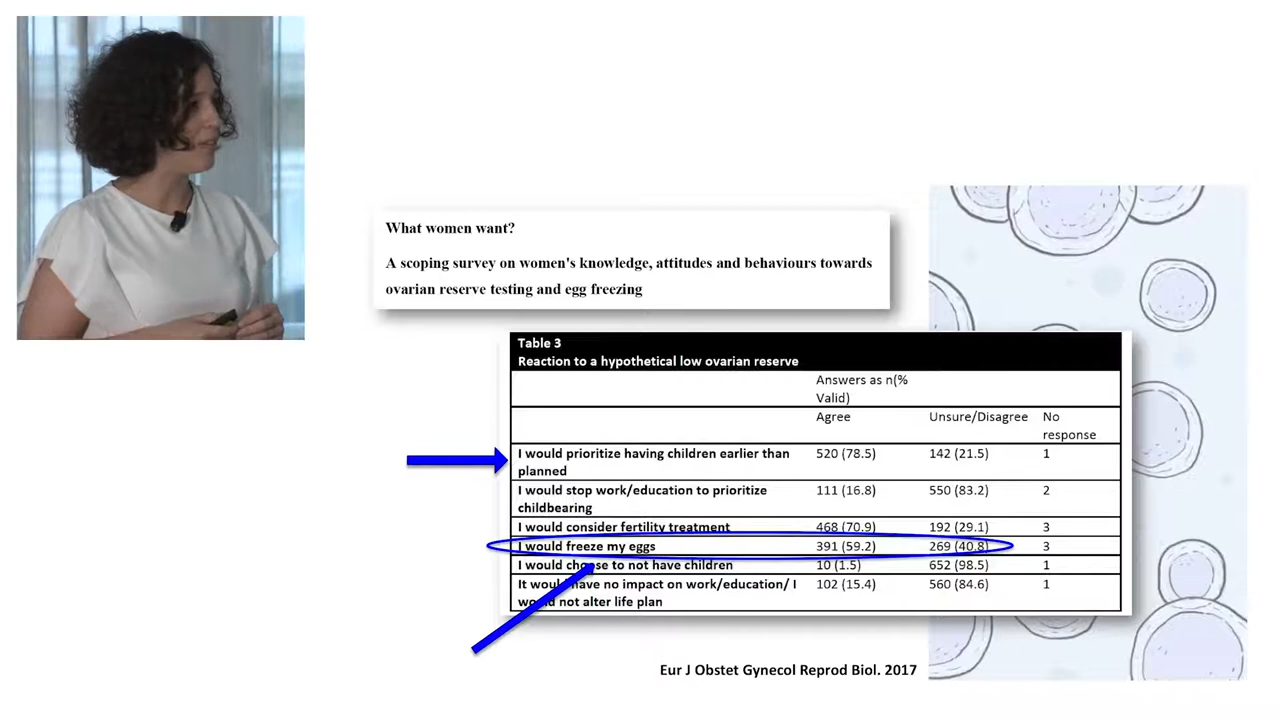 What women want?
A scoping survey on women's knowledge, attitudes and behaviours towards
ovarian reserve testing and egg freezing
Table 3
Reaction to a hypothetical low ovarian reserve
Answers as n(%
Valid)
Agree Unsure/Disagree No
response
I would prioritize having children earlier than 520 (78.5) 142 (21.5) 1
planned
I would stop work/education to prioritize 111 (16.8) 550 (83.2) 2
childbearing
I would consider fertility treatment 468 (70.9) 192 (29.1) 3
I would freeze my eggs 391 (59.2) 269 (40.8) 3
I would choose to not have children 10 (1.5) 652 (98.5) 1
It would have no impact on work/education/ I 102 (15.4) 560 (84.6) 1
would not alter life plan
Eur J Obstet Gynecol Reprod Biol. 2017